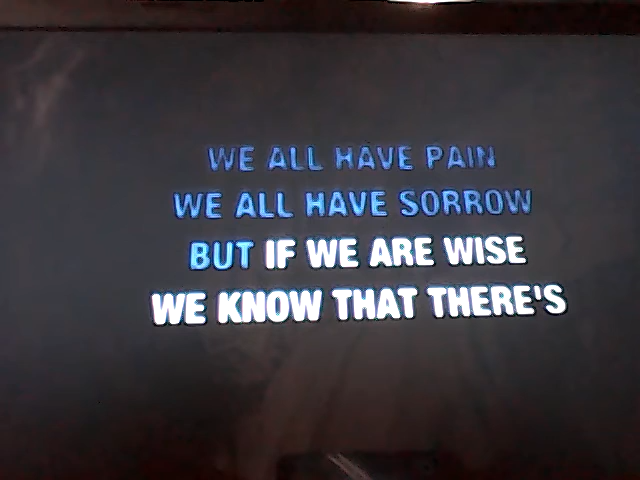 WE ALL HAVE PAIN
WE ALL HAVE SORROW
BUT IF WE ARE WISE
WE KNOW THAT THERE'S